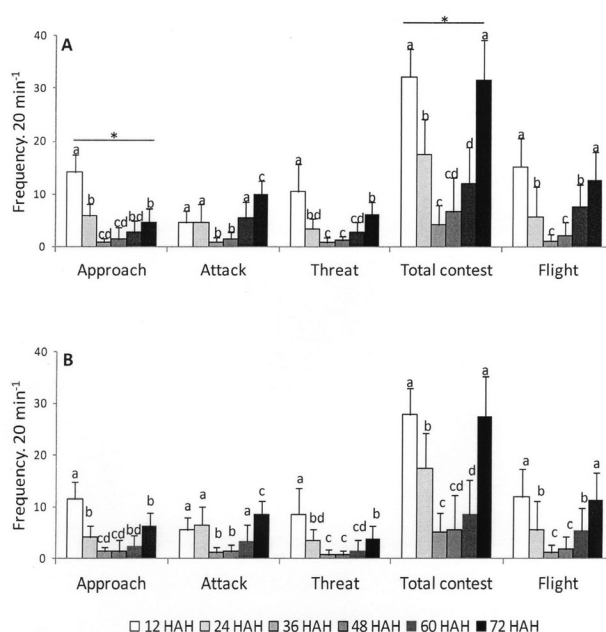 A
*
*
40
30
20
10
0
Frequency. 20 min⁻¹
a b cd cd bd b
a a b b a c
a bd c c cd b
a b c cd d a
a b c c b a
Approach Attack Threat Total contest Flight
B
40
30
20
10
0
Frequency. 20 min⁻¹
a b cd cd bd b
a a b b a c
a bd c c cd b
a b c cd d a
a b c c b a
Approach Attack Threat Total contest Flight
12 HAH 24 HAH 36 HAH 48 HAH 60 HAH 72 HAH